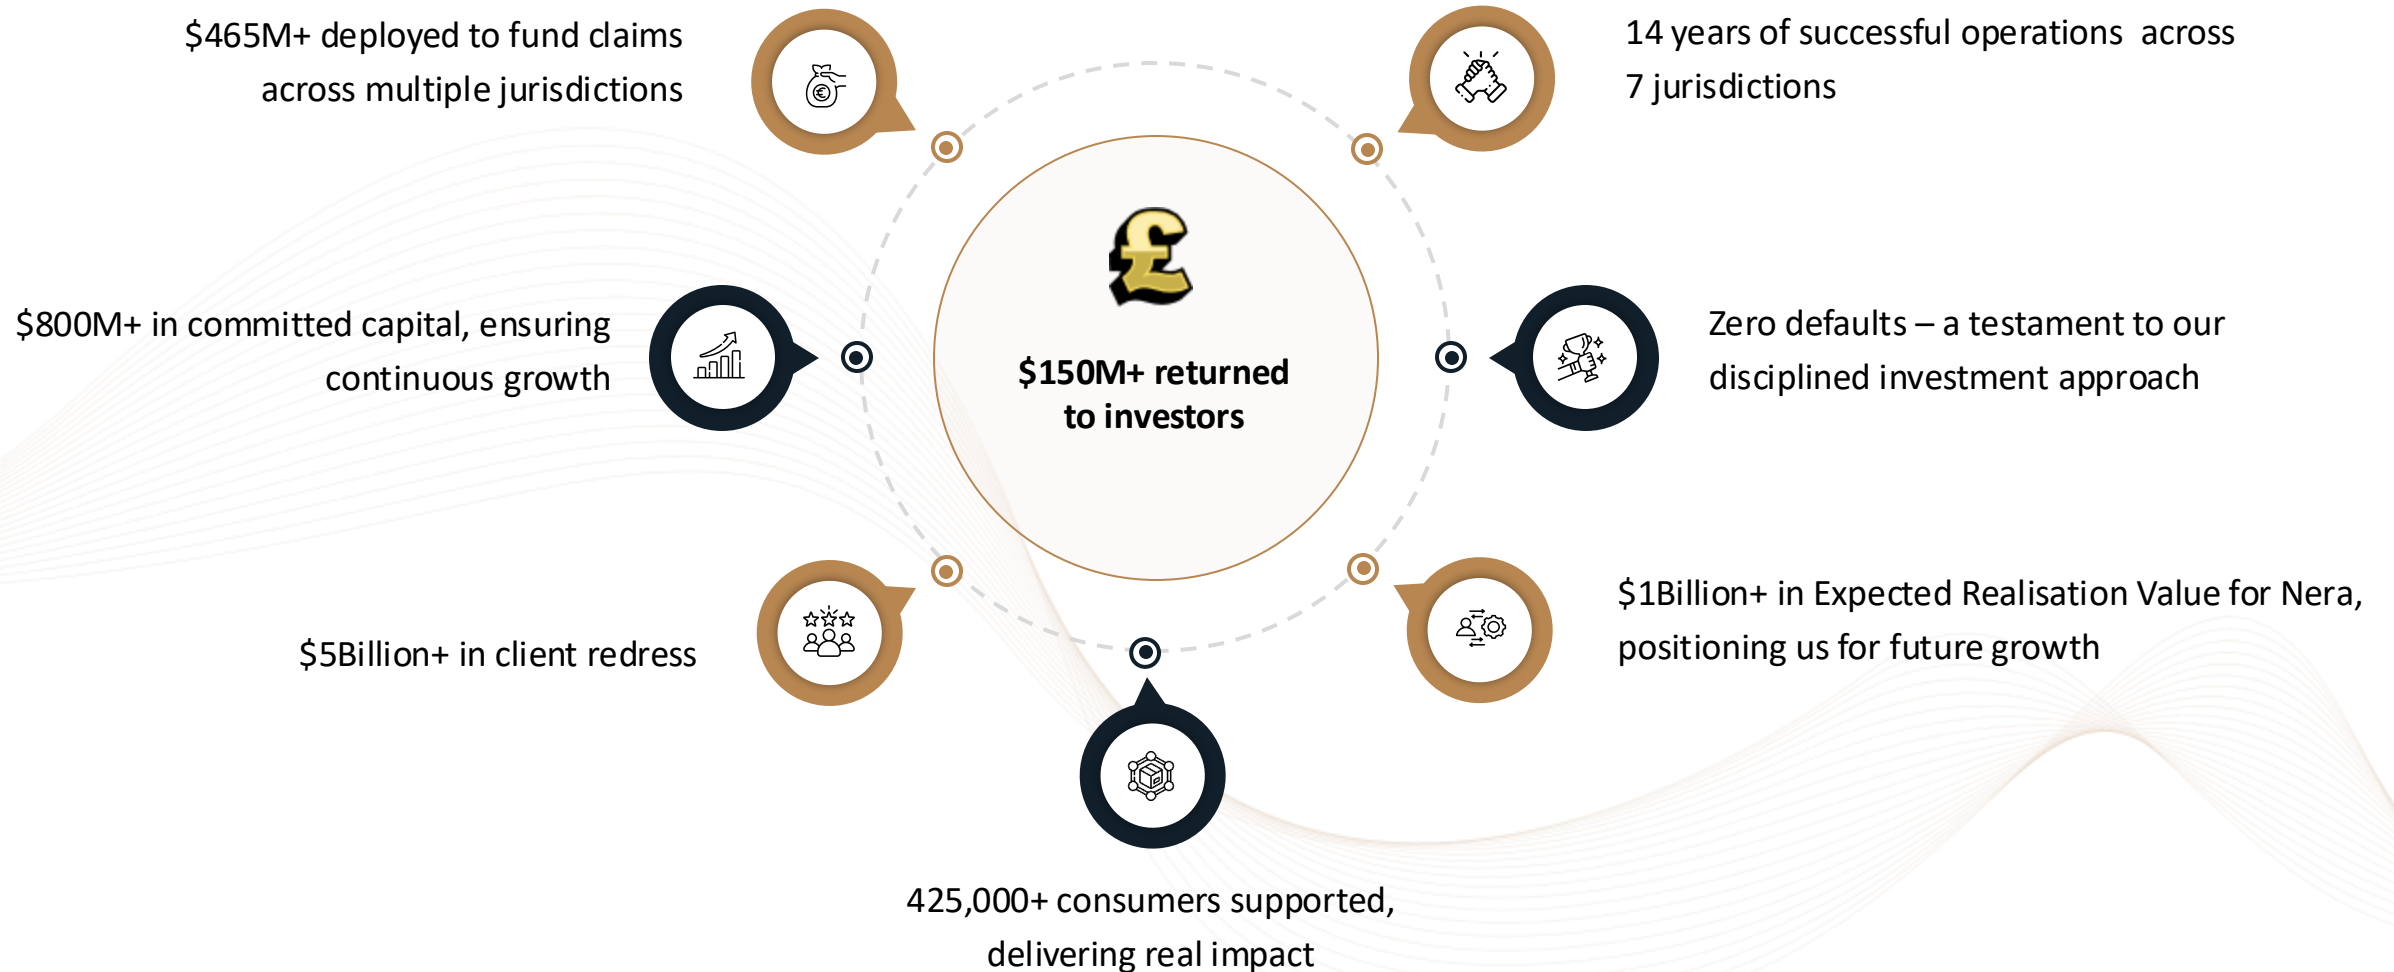 $465M+ deployed to fund claims
across multiple jurisdictions
14 years of successful operations  across
7 jurisdictions
£
$150M+ returned
to investors
$800M+ in committed capital, ensuring
continuous growth
Zero defaults – a testament to our
disciplined investment approach
$5Billion+ in client redress
$1Billion+ in Expected Realisation Value for Nera,
positioning us for future growth
425,000+ consumers supported,
delivering real impact